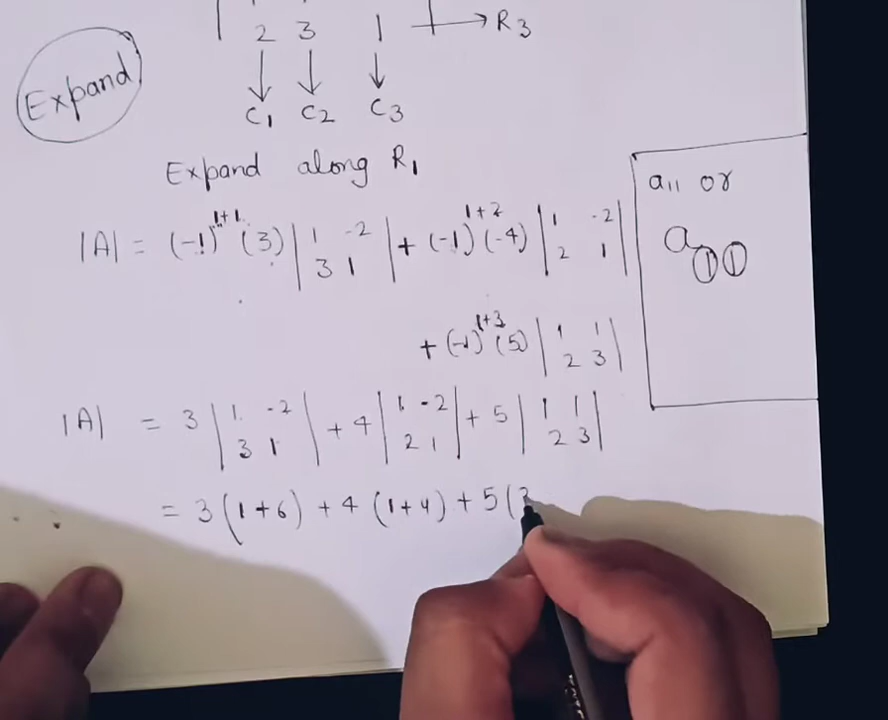 2 3 1 → R3
Expand
C1 C2 C3
Expand along R1
|A| = (-1)^1+1 (3) | 1 -2 | + (-1)^1+2 (-4) | 1 -2 |
3 1 2 1
+ (-1)^1+3 (5) | 1 1 |
2 3
a11 or
a11
|A| = 3 | 1 -2 | + 4 | 1 -2 | + 5 | 1 1 |
3 1 2 1 2 3
= 3 (1+6) + 4 (1+4) + 5 (